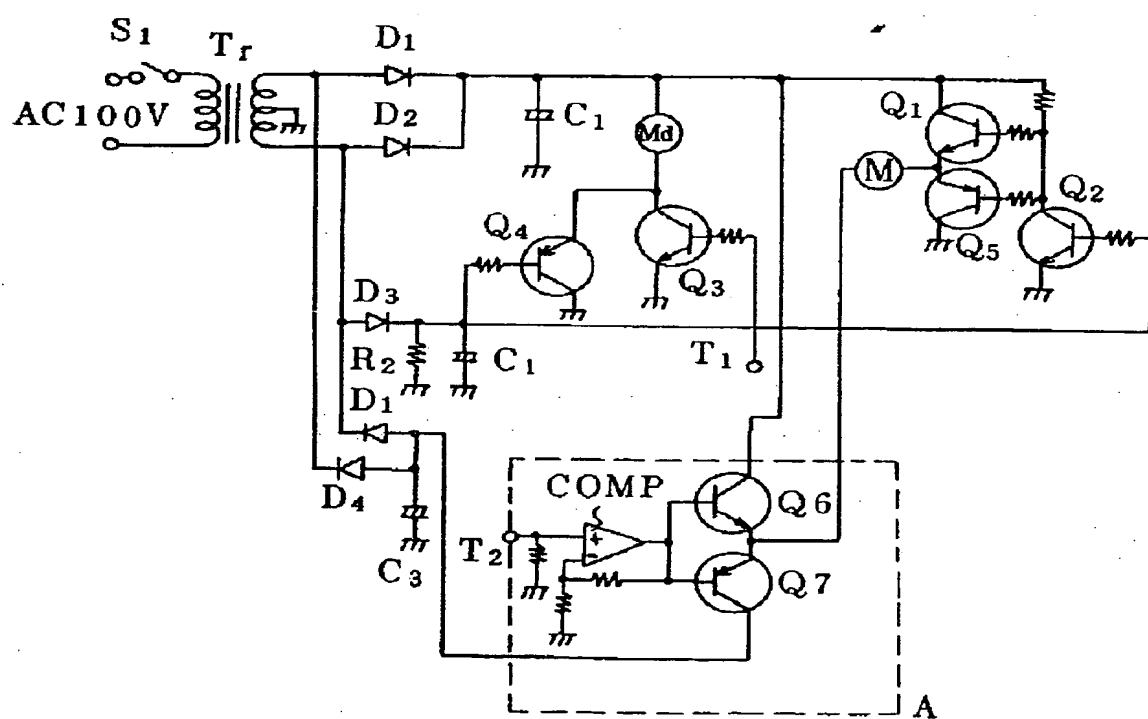 S1
Tr
D1
AC100V
D2
C1
Md
Q1
M
Q2
Q4
Q3
Q5
D3
R2
C1
T1
D1
D4
COMP
Q6
+
−
T2
C3
Q7
A